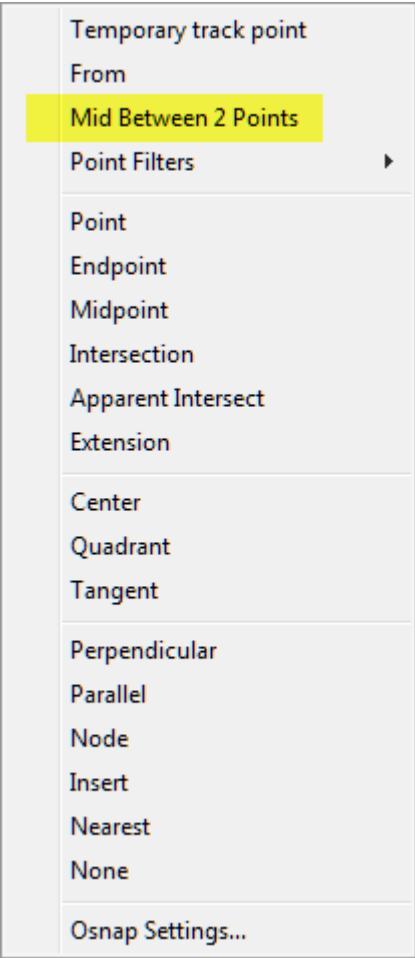 Temporary track point
From
Mid Between 2 Points
Point Filters
Point
Endpoint
Midpoint
Intersection
Apparent Intersect
Extension
Center
Quadrant
Tangent
Perpendicular
Parallel
Node
Insert
Nearest
None
Osnap Settings...